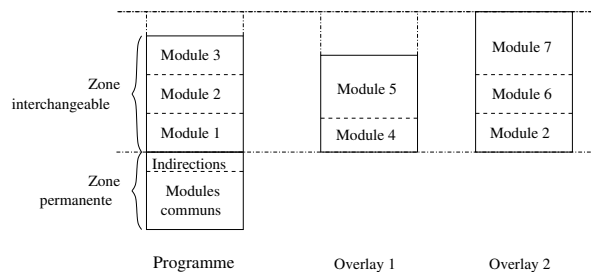 Zone
interchangeable
Module 3
Module 2
Module 1
Zone
permanente
Indirections
Modules
communs
Programme
Module 5
Module 4
Overlay 1
Module 7
Module 6
Module 2
Overlay 2